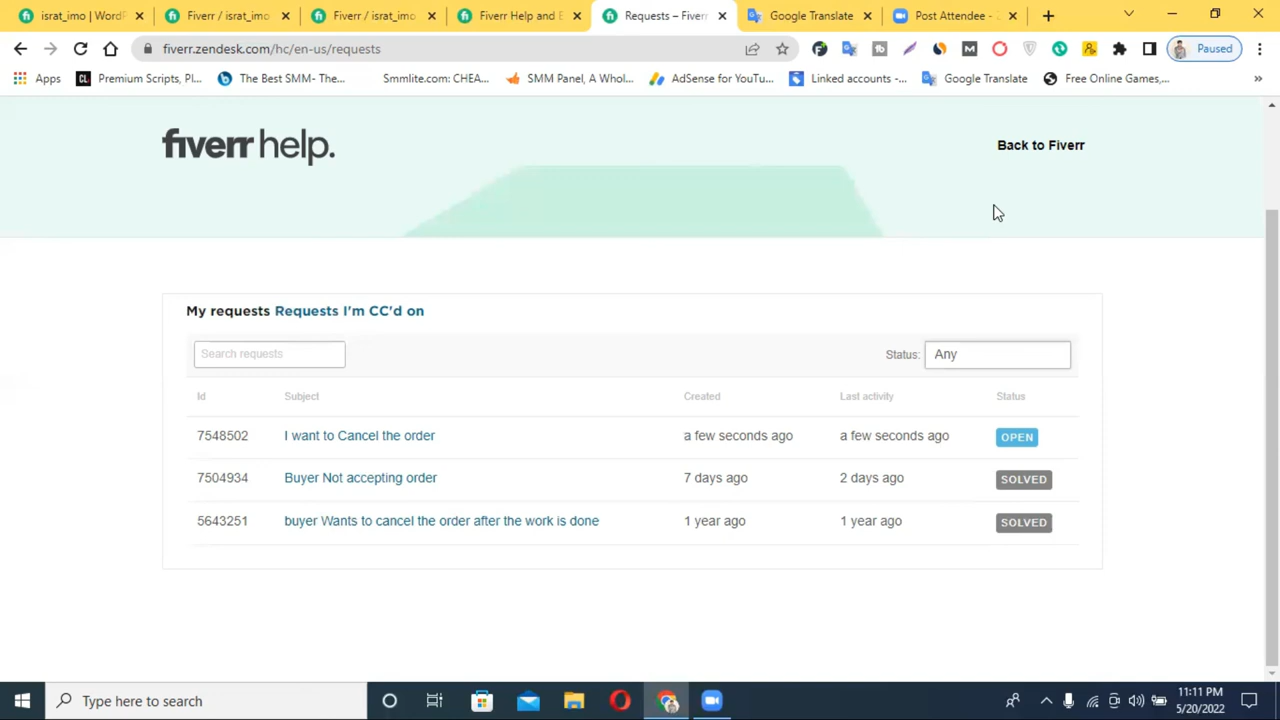 israt_imo | WordP
Fiverr / israt_imo
Fiverr / israt_imo
Fiverr Help and E
Requests – Fiverr
Google Translate
Post Attendee -
fiverr.zendesk.com/hc/en-us/requests
Paused
Apps
Premium Scripts, Pl...
The Best SMM- The...
Smmlite.com: CHEA...
SMM Panel, A Whol...
AdSense for YouTu...
Linked accounts -...
Google Translate
Free Online Games,...
fiverr help.
Back to Fiverr
My requests Requests I'm CC'd on
Search requests
Status: Any
Id Subject Created Last activity Status
7548502 I want to Cancel the order a few seconds ago a few seconds ago OPEN
7504934 Buyer Not accepting order 7 days ago 2 days ago SOLVED
5643251 buyer Wants to cancel the order after the work is done 1 year ago 1 year ago SOLVED
Type here to search
11:11 PM
5/20/2022